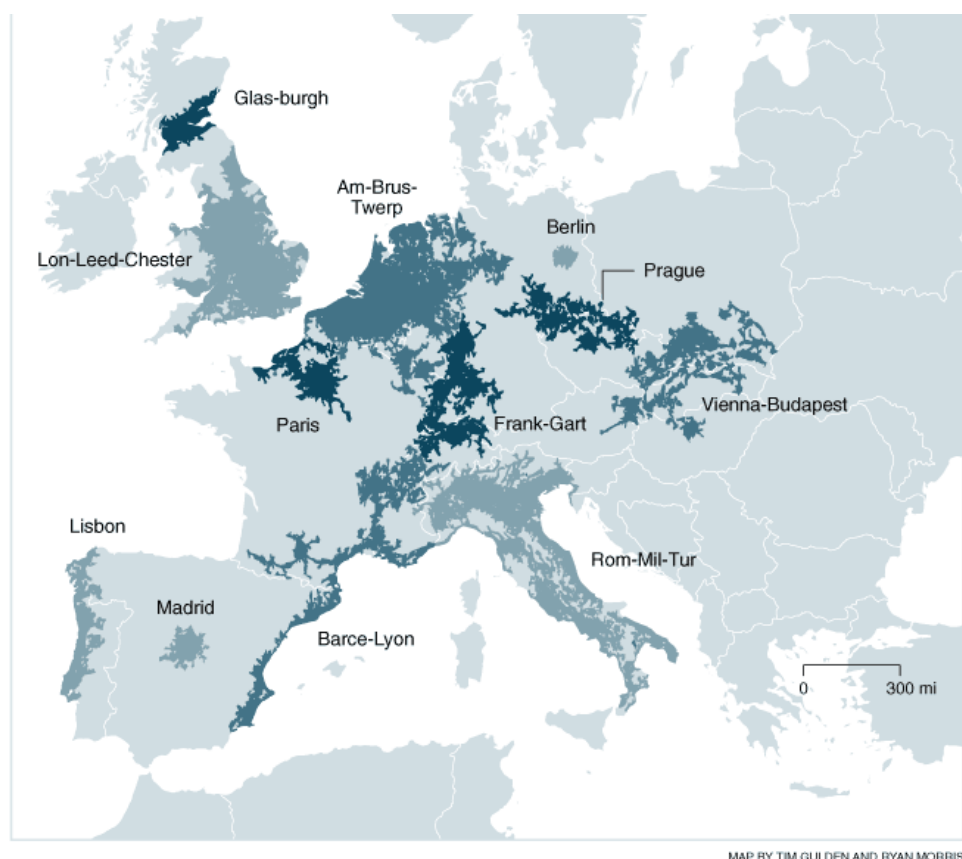 Glas-burgh
Am-Brus-
Twerp
Berlin
Lon-Leed-Chester
Prague
Vienna-Budapest
Paris
Frank-Gart
Lisbon
Rom-Mil-Tur
Madrid
Barce-Lyon
0 300 mi
MAP BY TIM GULDEN AND RYAN MORRIS